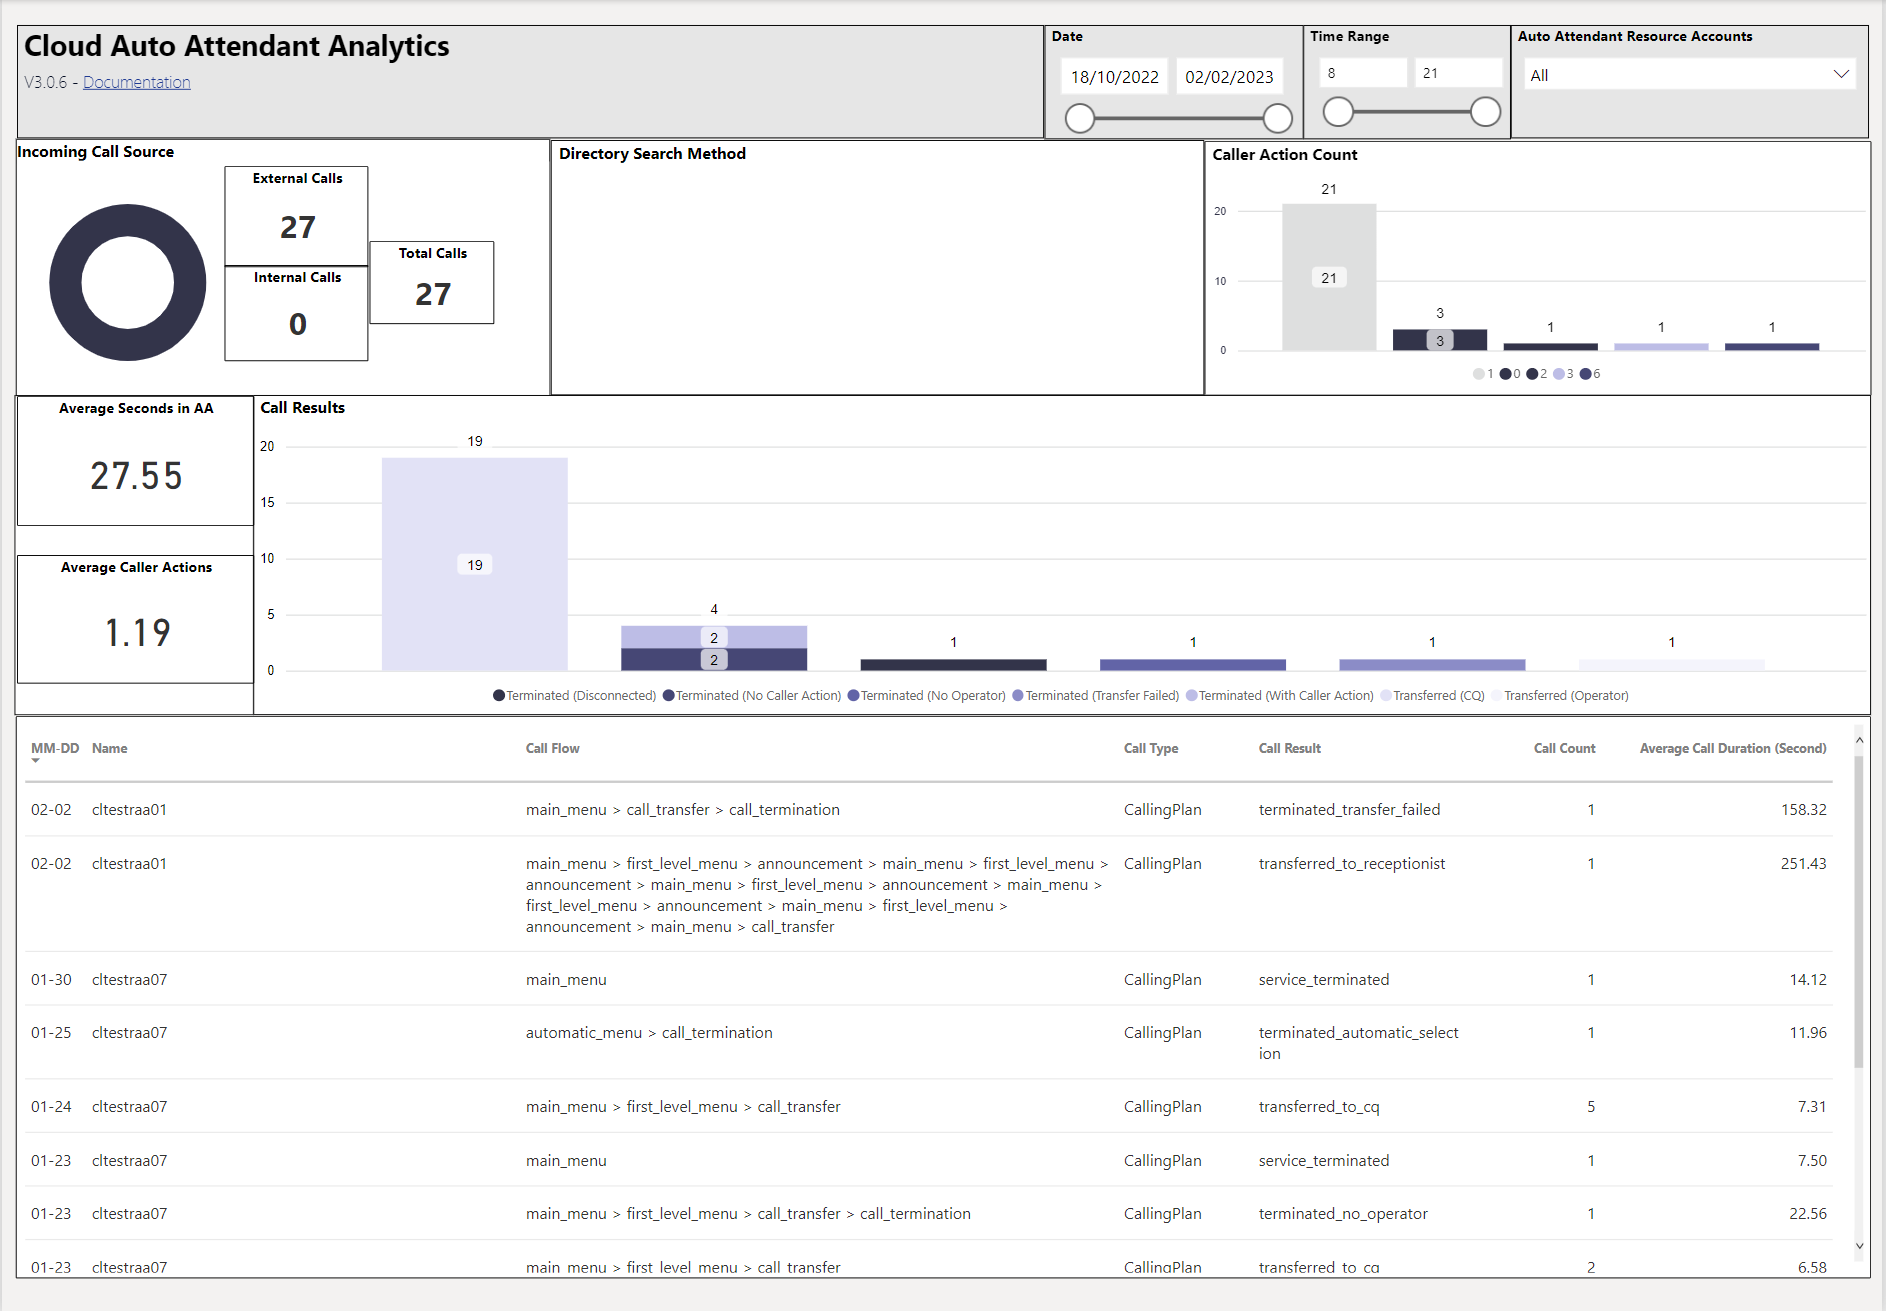 Cloud Auto Attendant Analytics
V3.0.6 - Documentation
Date
18/10/2022 02/02/2023
Time Range
8 21
Auto Attendant Resource Accounts
All
Incoming Call Source
External Calls
27
Internal Calls
0
Total Calls
27
Directory Search Method
Caller Action Count
20
10
0
21
21
3
3
1
1
1
1 0 2 3 6
Average Seconds in AA
27.55
Average Caller Actions
1.19
Call Results
20
15
10
5
0
19
19
4
2
2
1
1
1
1
Terminated (Disconnected) Terminated (No Caller Action) Terminated (No Operator) Terminated (Transfer Failed) Terminated (With Caller Action) Transferred (CQ) Transferred (Operator)
MM-DD Name Call Flow Call Type Call Result Call Count Average Call Duration (Second)
02-02 cltestraa01 main_menu > call_transfer > call_termination CallingPlan terminated_transfer_failed 1 158.32
02-02 cltestraa01 main_menu > first_level_menu > announcement > main_menu > first_level_menu > CallingPlan transferred_to_receptionist 1 251.43
announcement > main_menu > first_level_menu > announcement > main_menu >
first_level_menu > announcement > main_menu > first_level_menu >
announcement > main_menu > call_transfer
01-30 cltestraa07 main_menu CallingPlan service_terminated 1 14.12
01-25 cltestraa07 automatic_menu > call_termination CallingPlan terminated_automatic_select 1 11.96
ion
01-24 cltestraa07 main_menu > first_level_menu > call_transfer CallingPlan transferred_to_cq 5 7.31
01-23 cltestraa07 main_menu CallingPlan service_terminated 1 7.50
01-23 cltestraa07 main_menu > first_level_menu > call_transfer > call_termination CallingPlan terminated_no_operator 1 22.56
01-23 cltestraa07 main_menu > first_level_menu > call_transfer CallingPlan transferred_to_cq 2 6.58